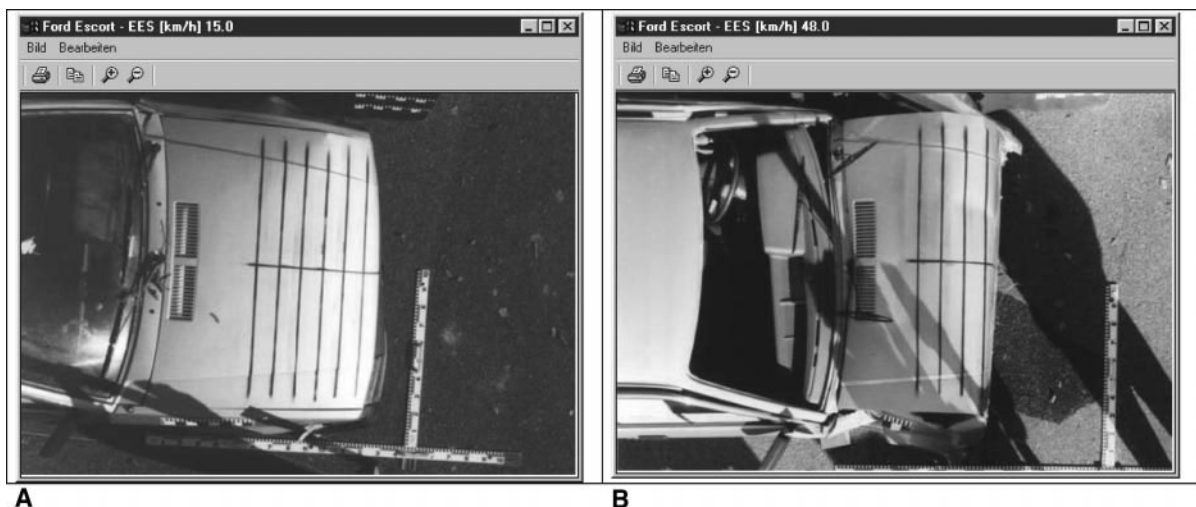 Ford Escort - EES [km/h] 15.0
Bild Bearbeiten
Ford Escort - EES [km/h] 48.0
Bild Bearbeiten
A
B